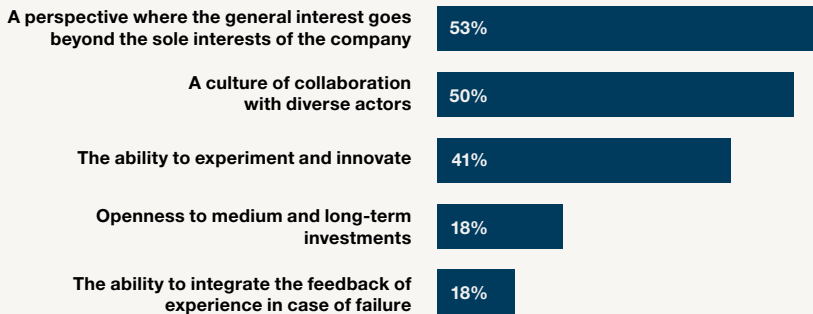 A perspective where the general interest goes
beyond the sole interests of the company
53%
A culture of collaboration
with diverse actors
50%
The ability to experiment and innovate
41%
Openness to medium and long-term
investments
18%
The ability to integrate the feedback of
experience in case of failure
18%